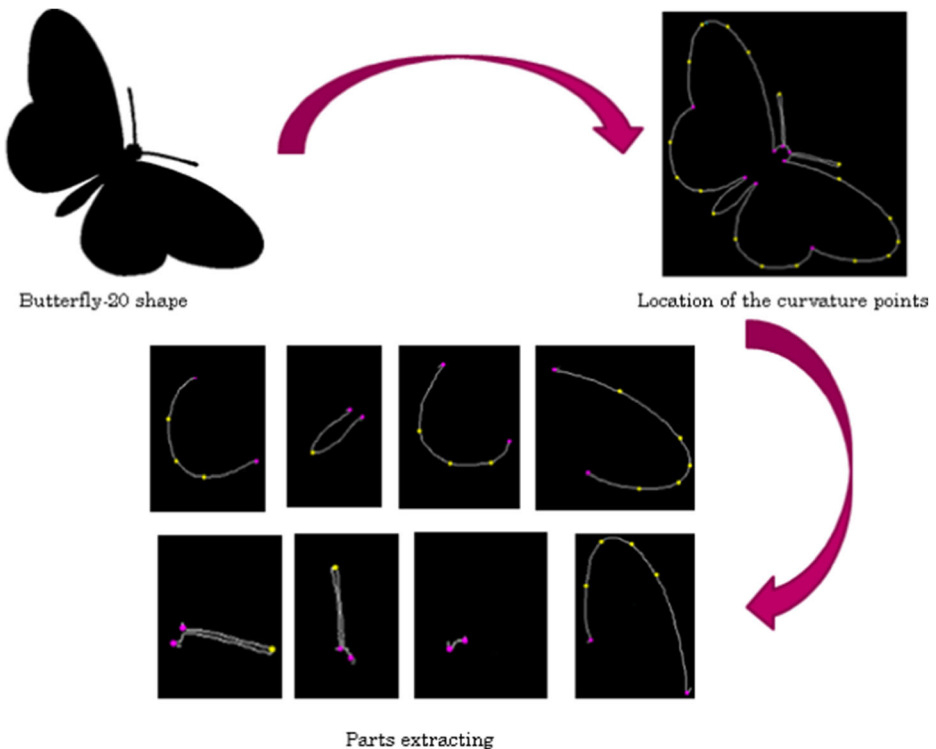 Butterfly-20 shape
Location of the curvature points
Parts extracting